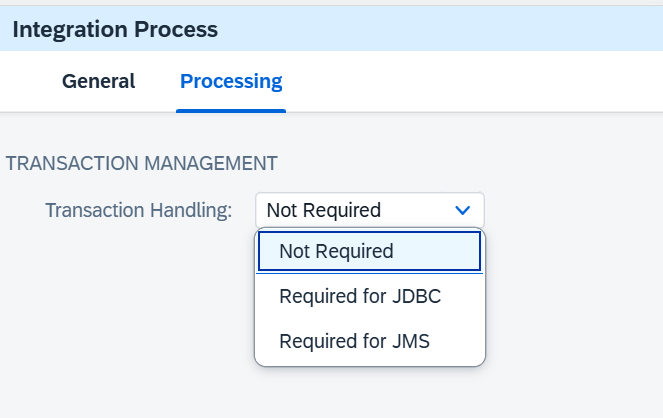 Integration Process
General Processing
TRANSACTION MANAGEMENT
Transaction Handling: Not Required
Not Required
Required for JDBC
Required for JMS